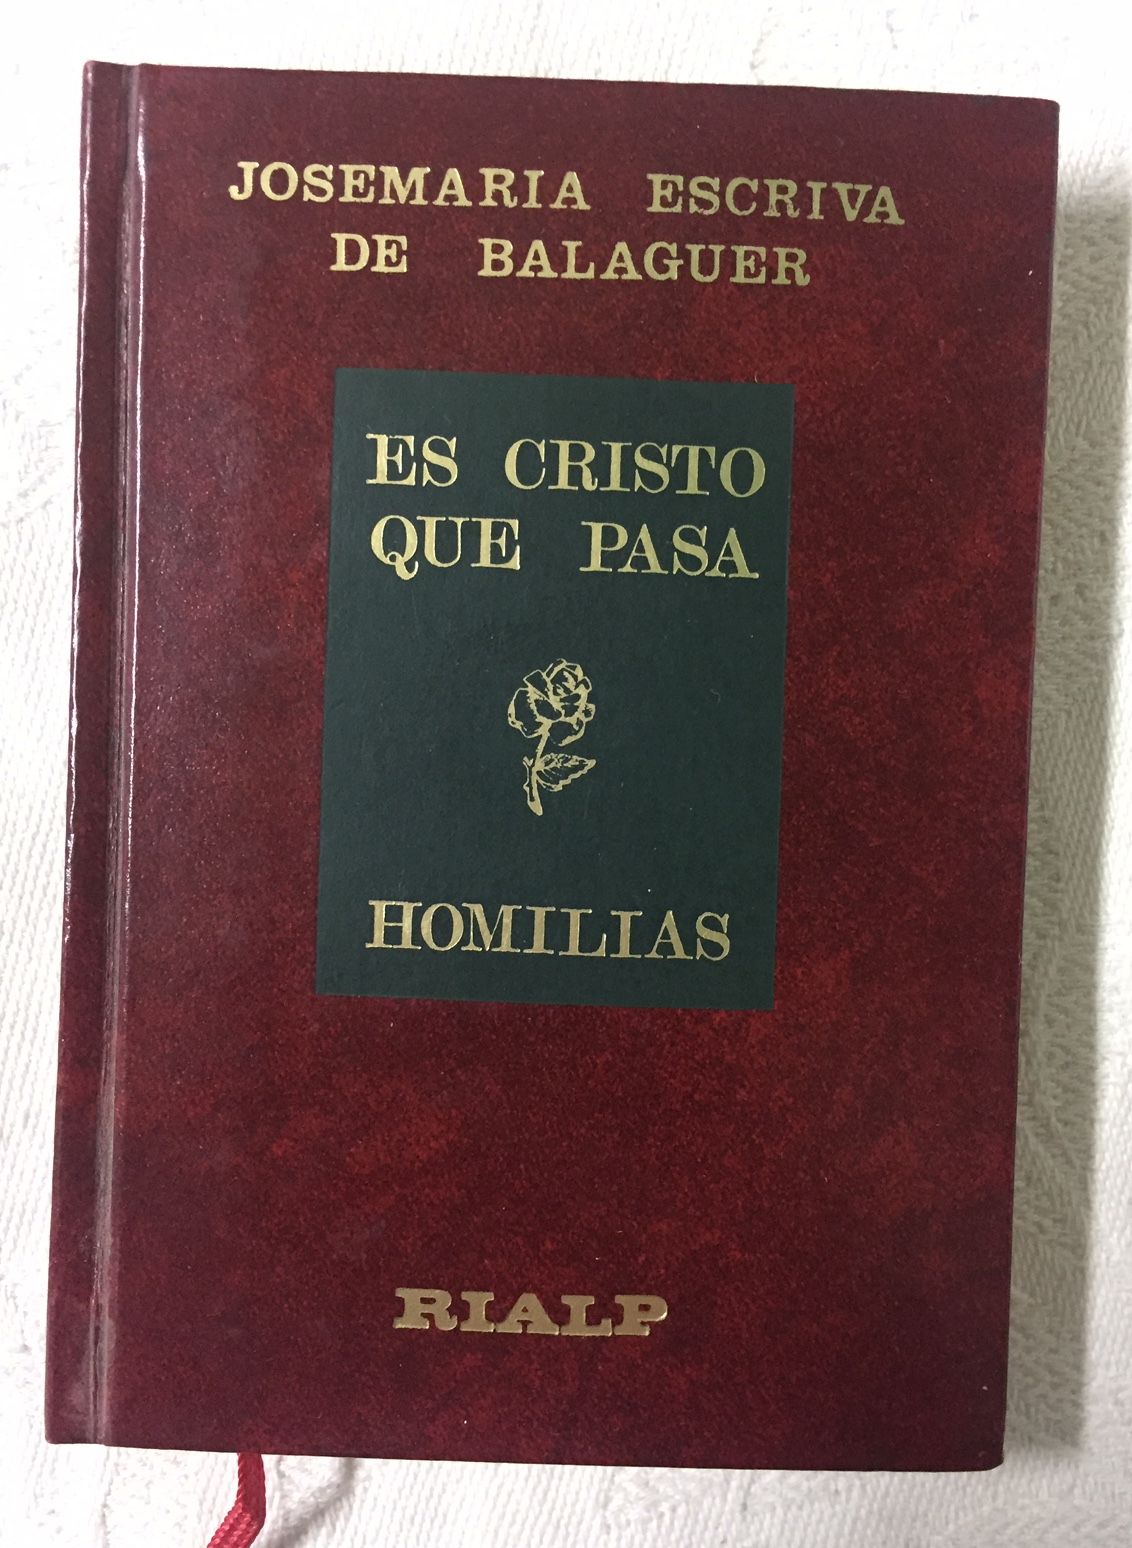 JOSEMARIA ESCRIVA
DE BALAGUER
ES CRISTO
QUE PASA
HOMILIAS
RIALP